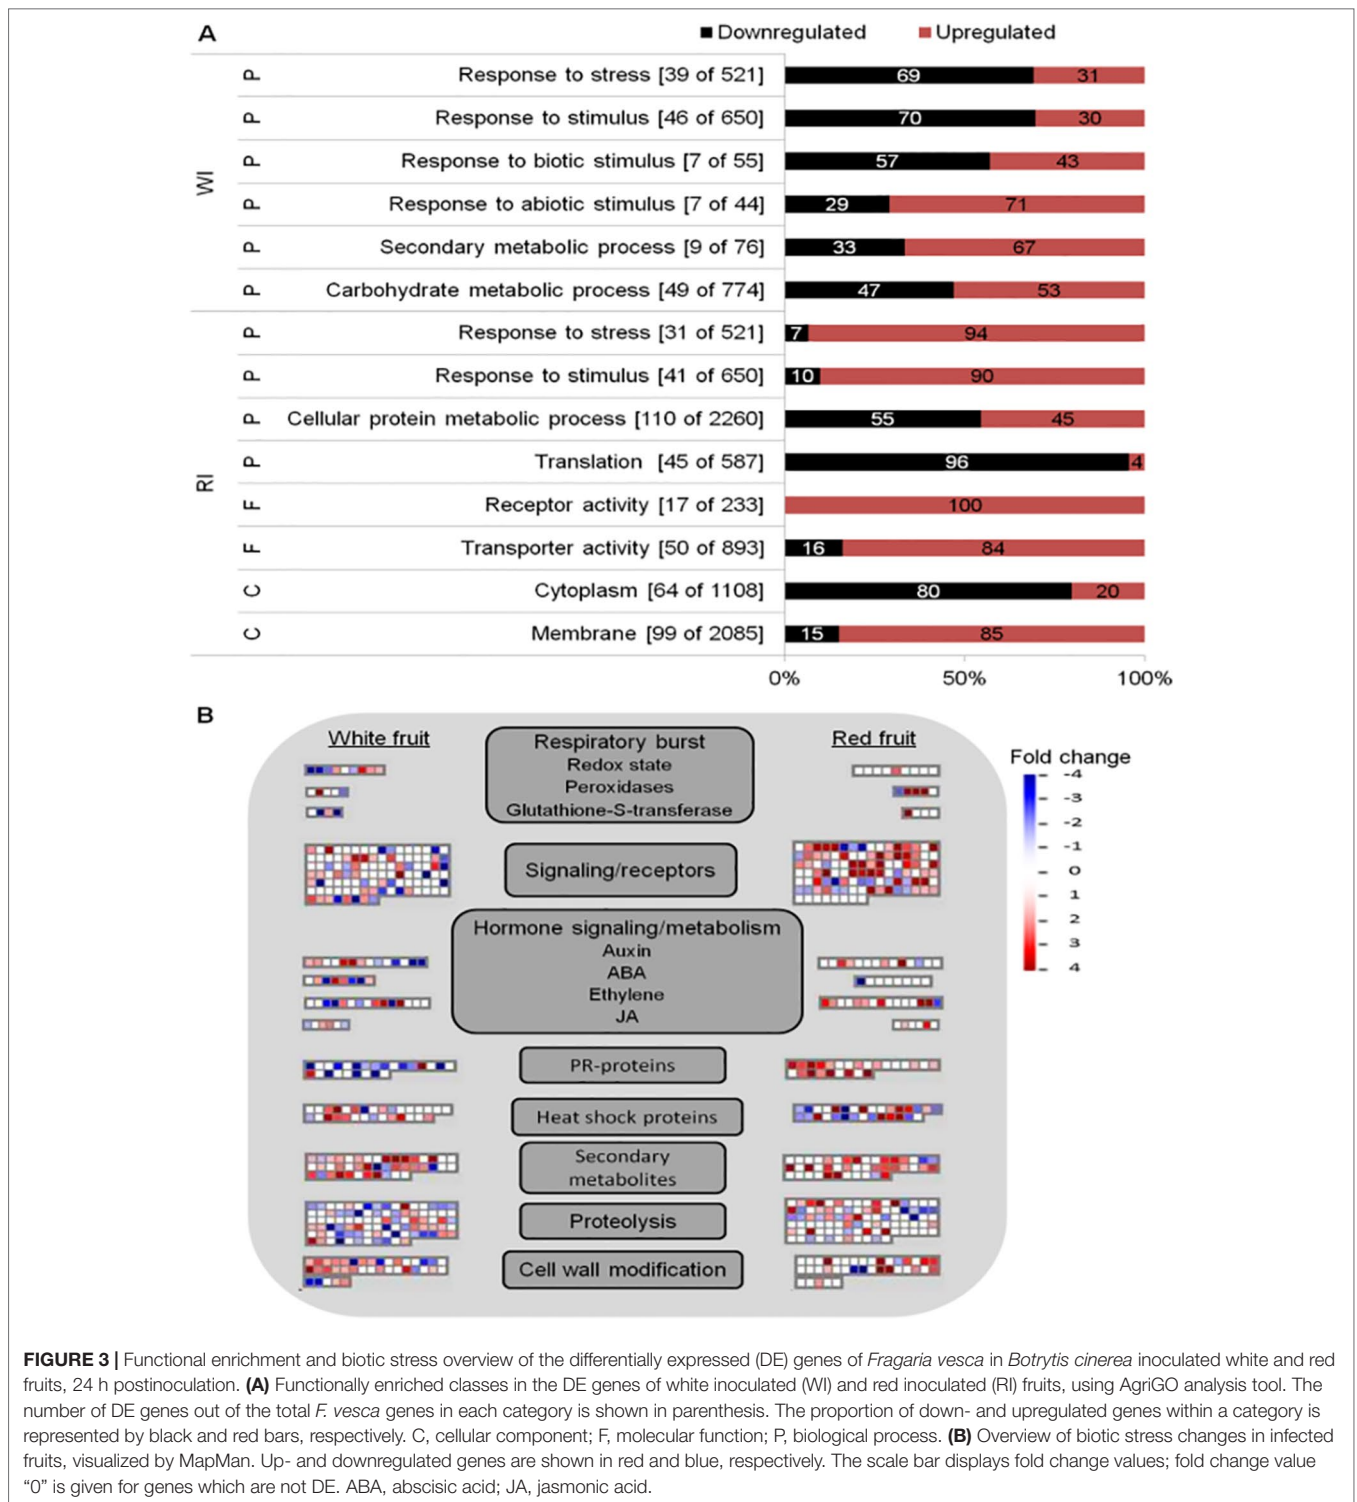 A
Downregulated Upregulated
WI
P Response to stress [39 of 521] 69 31
P Response to stimulus [46 of 650] 70 30
P Response to biotic stimulus [7 of 55] 57 43
P Response to abiotic stimulus [7 of 44] 29 71
P Secondary metabolic process [9 of 76] 33 67
P Carbohydrate metabolic process [49 of 774] 47 53
RI
P Response to stress [31 of 521] 7 94
P Response to stimulus [41 of 650] 10 90
P Cellular protein metabolic process [110 of 2260] 55 45
P Translation [45 of 587] 96 4
F Receptor activity [17 of 233] 100
F Transporter activity [50 of 893] 16 84
C Cytoplasm [64 of 1108] 80 20
C Membrane [99 of 2085] 15 85
0% 50% 100%
B
White fruit
Respiratory burst
Redox state
Peroxidases
Glutathione-S-transferase
Red fruit
Signaling/receptors
Hormone signaling/metabolism
Auxin
ABA
Ethylene
JA
PR-proteins
Heat shock proteins
Secondary
metabolites
Proteolysis
Cell wall modification
Fold change
-4
-3
-2
-1
0
1
2
3
4
FIGURE 3 | Functional enrichment and biotic stress overview of the differentially expressed (DE) genes of Fragaria vesca in Botrytis cinerea inoculated white and red
fruits, 24 h postinoculation. (A) Functionally enriched classes in the DE genes of white inoculated (WI) and red inoculated (RI) fruits, using AgriGO analysis tool. The
number of DE genes out of the total F. vesca genes in each category is shown in parenthesis. The proportion of down- and upregulated genes within a category is
represented by black and red bars, respectively. C, cellular component; F, molecular function; P, biological process. (B) Overview of biotic stress changes in infected
fruits, visualized by MapMan. Up- and downregulated genes are shown in red and blue, respectively. The scale bar displays fold change values; fold change value
“0” is given for genes which are not DE. ABA, abscisic acid; JA, jasmonic acid.